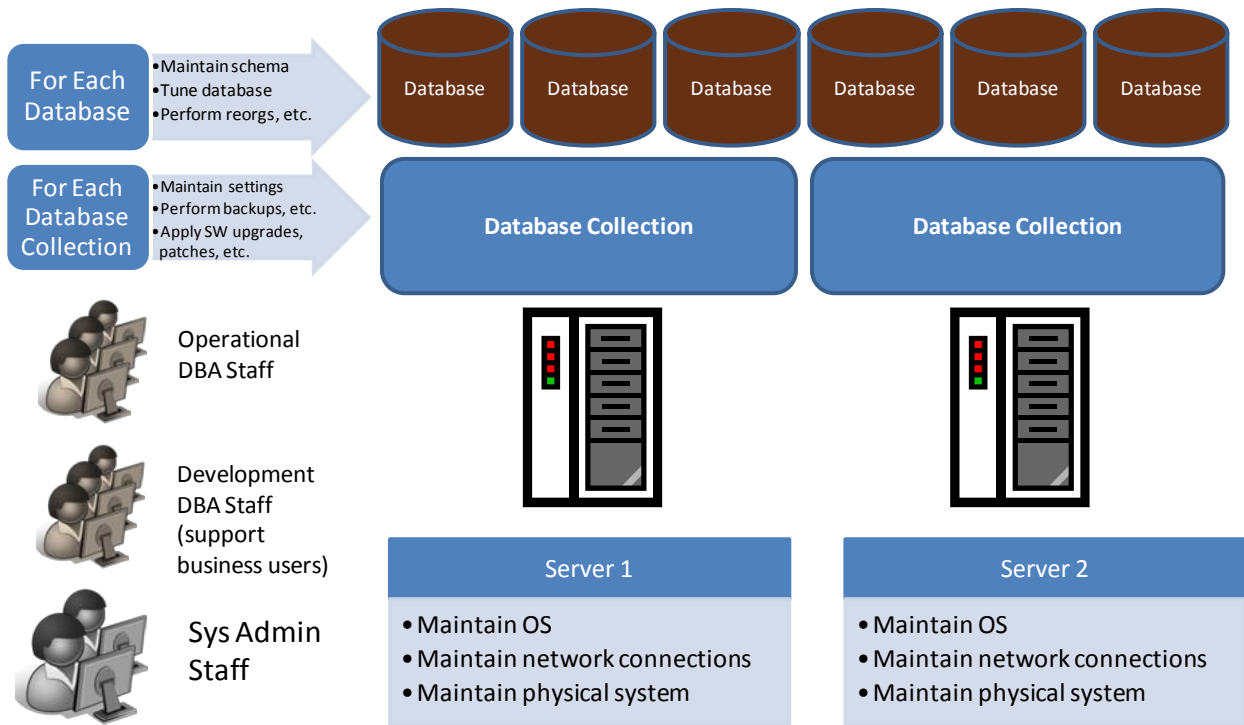 For Each
Database
•Maintain schema
•Tune database
•Perform reorgs, etc.
Database
Database
Database
Database
Database
Database
For Each
Database
Collection
•Maintain settings
•Perform backups, etc.
•Apply SW upgrades,
patches, etc.
Database Collection
Database Collection
Operational
DBA Staff
Development
DBA Staff
(support
business users)
Sys Admin
Staff
Server 1
•Maintain OS
•Maintain network connections
•Maintain physical system
Server 2
•Maintain OS
•Maintain network connections
•Maintain physical system